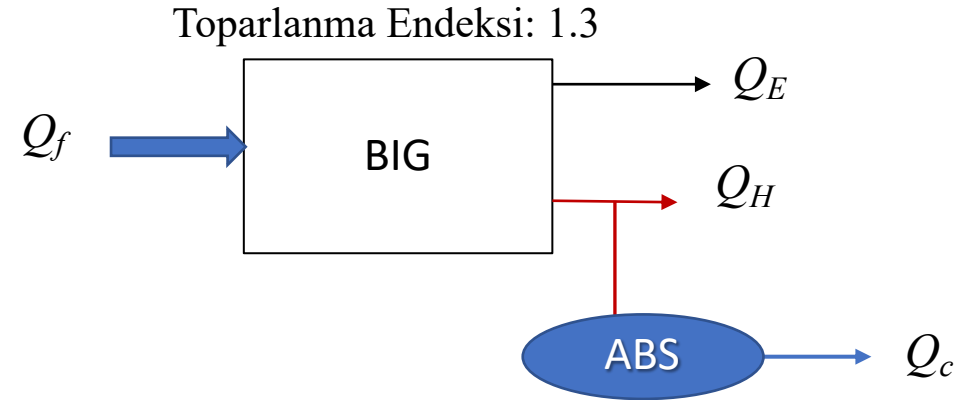 Toparlanma Endeksi: 1.3
Q_E
Q_f
BIG
Q_H
ABS
Q_c